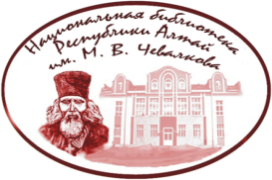 Национальная библиотека
Республики Алтай
им. М. В. Чевалкова